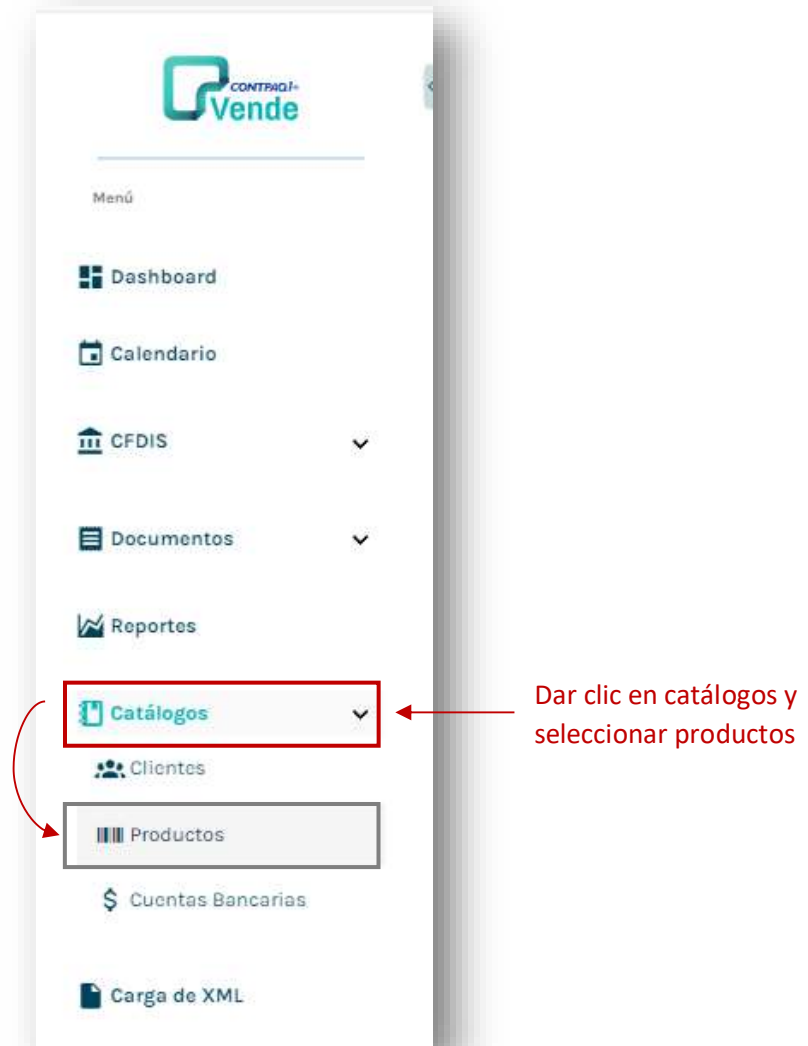 CONTPAQi
Vende
Menú
Dashboard
Calendario
CFDIS
Documentos
Reportes
Catálogos
Dar clic en catálogos y
seleccionar productos
Clientes
Productos
$ Cuentas Bancarias
Carga de XML